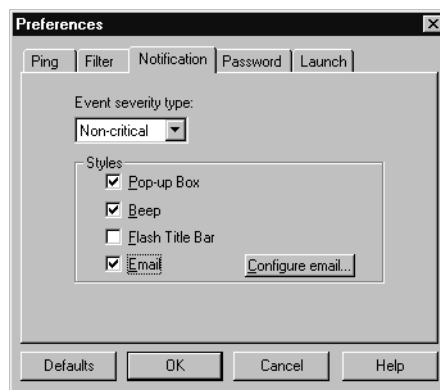 Preferences
Ping Filter Notification Password Launch
Event severity type:
Non-critical
Styles
Pop-up Box
Beep
Flash Title Bar
Email Configure email...
Defaults OK Cancel Help